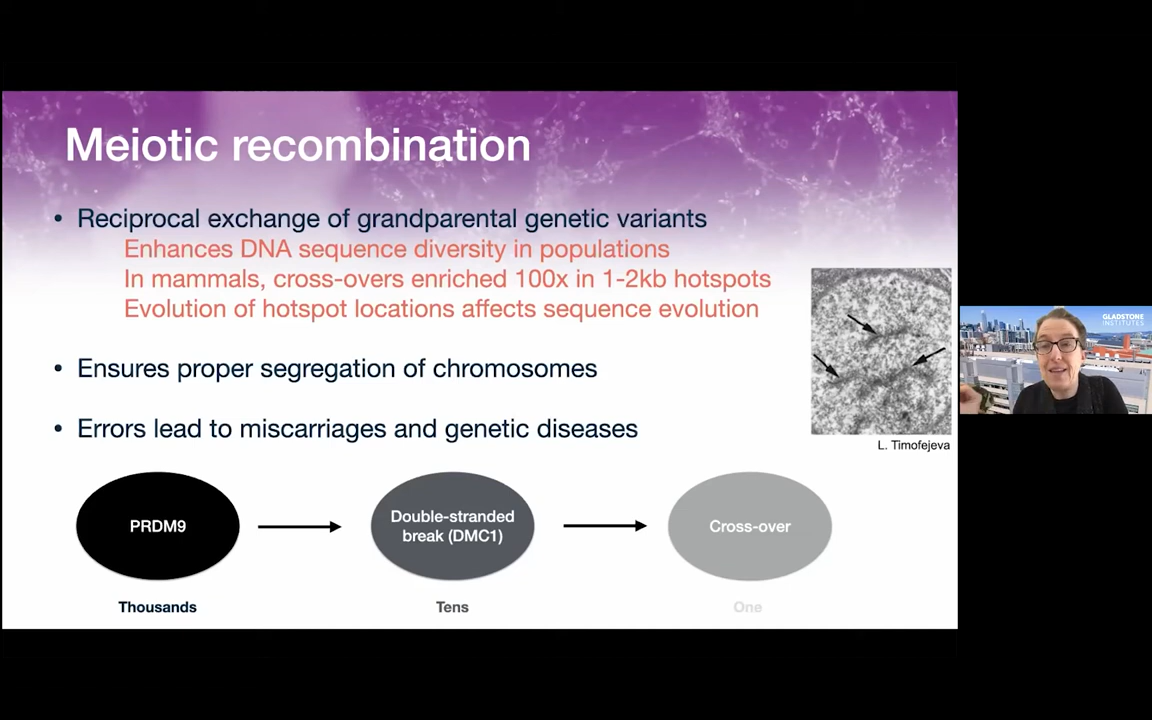 Meiotic recombination
• Reciprocal exchange of grandparental genetic variants
Enhances DNA sequence diversity in populations
In mammals, cross-overs enriched 100x in 1-2kb hotspots
Evolution of hotspot locations affects sequence evolution
• Ensures proper segregation of chromosomes
• Errors lead to miscarriages and genetic diseases
L. Timofejeva
GLADSTONE
INSTITUTES
PRDM9
Double-stranded
break (DMC1)
Cross-over
Thousands
Tens
One